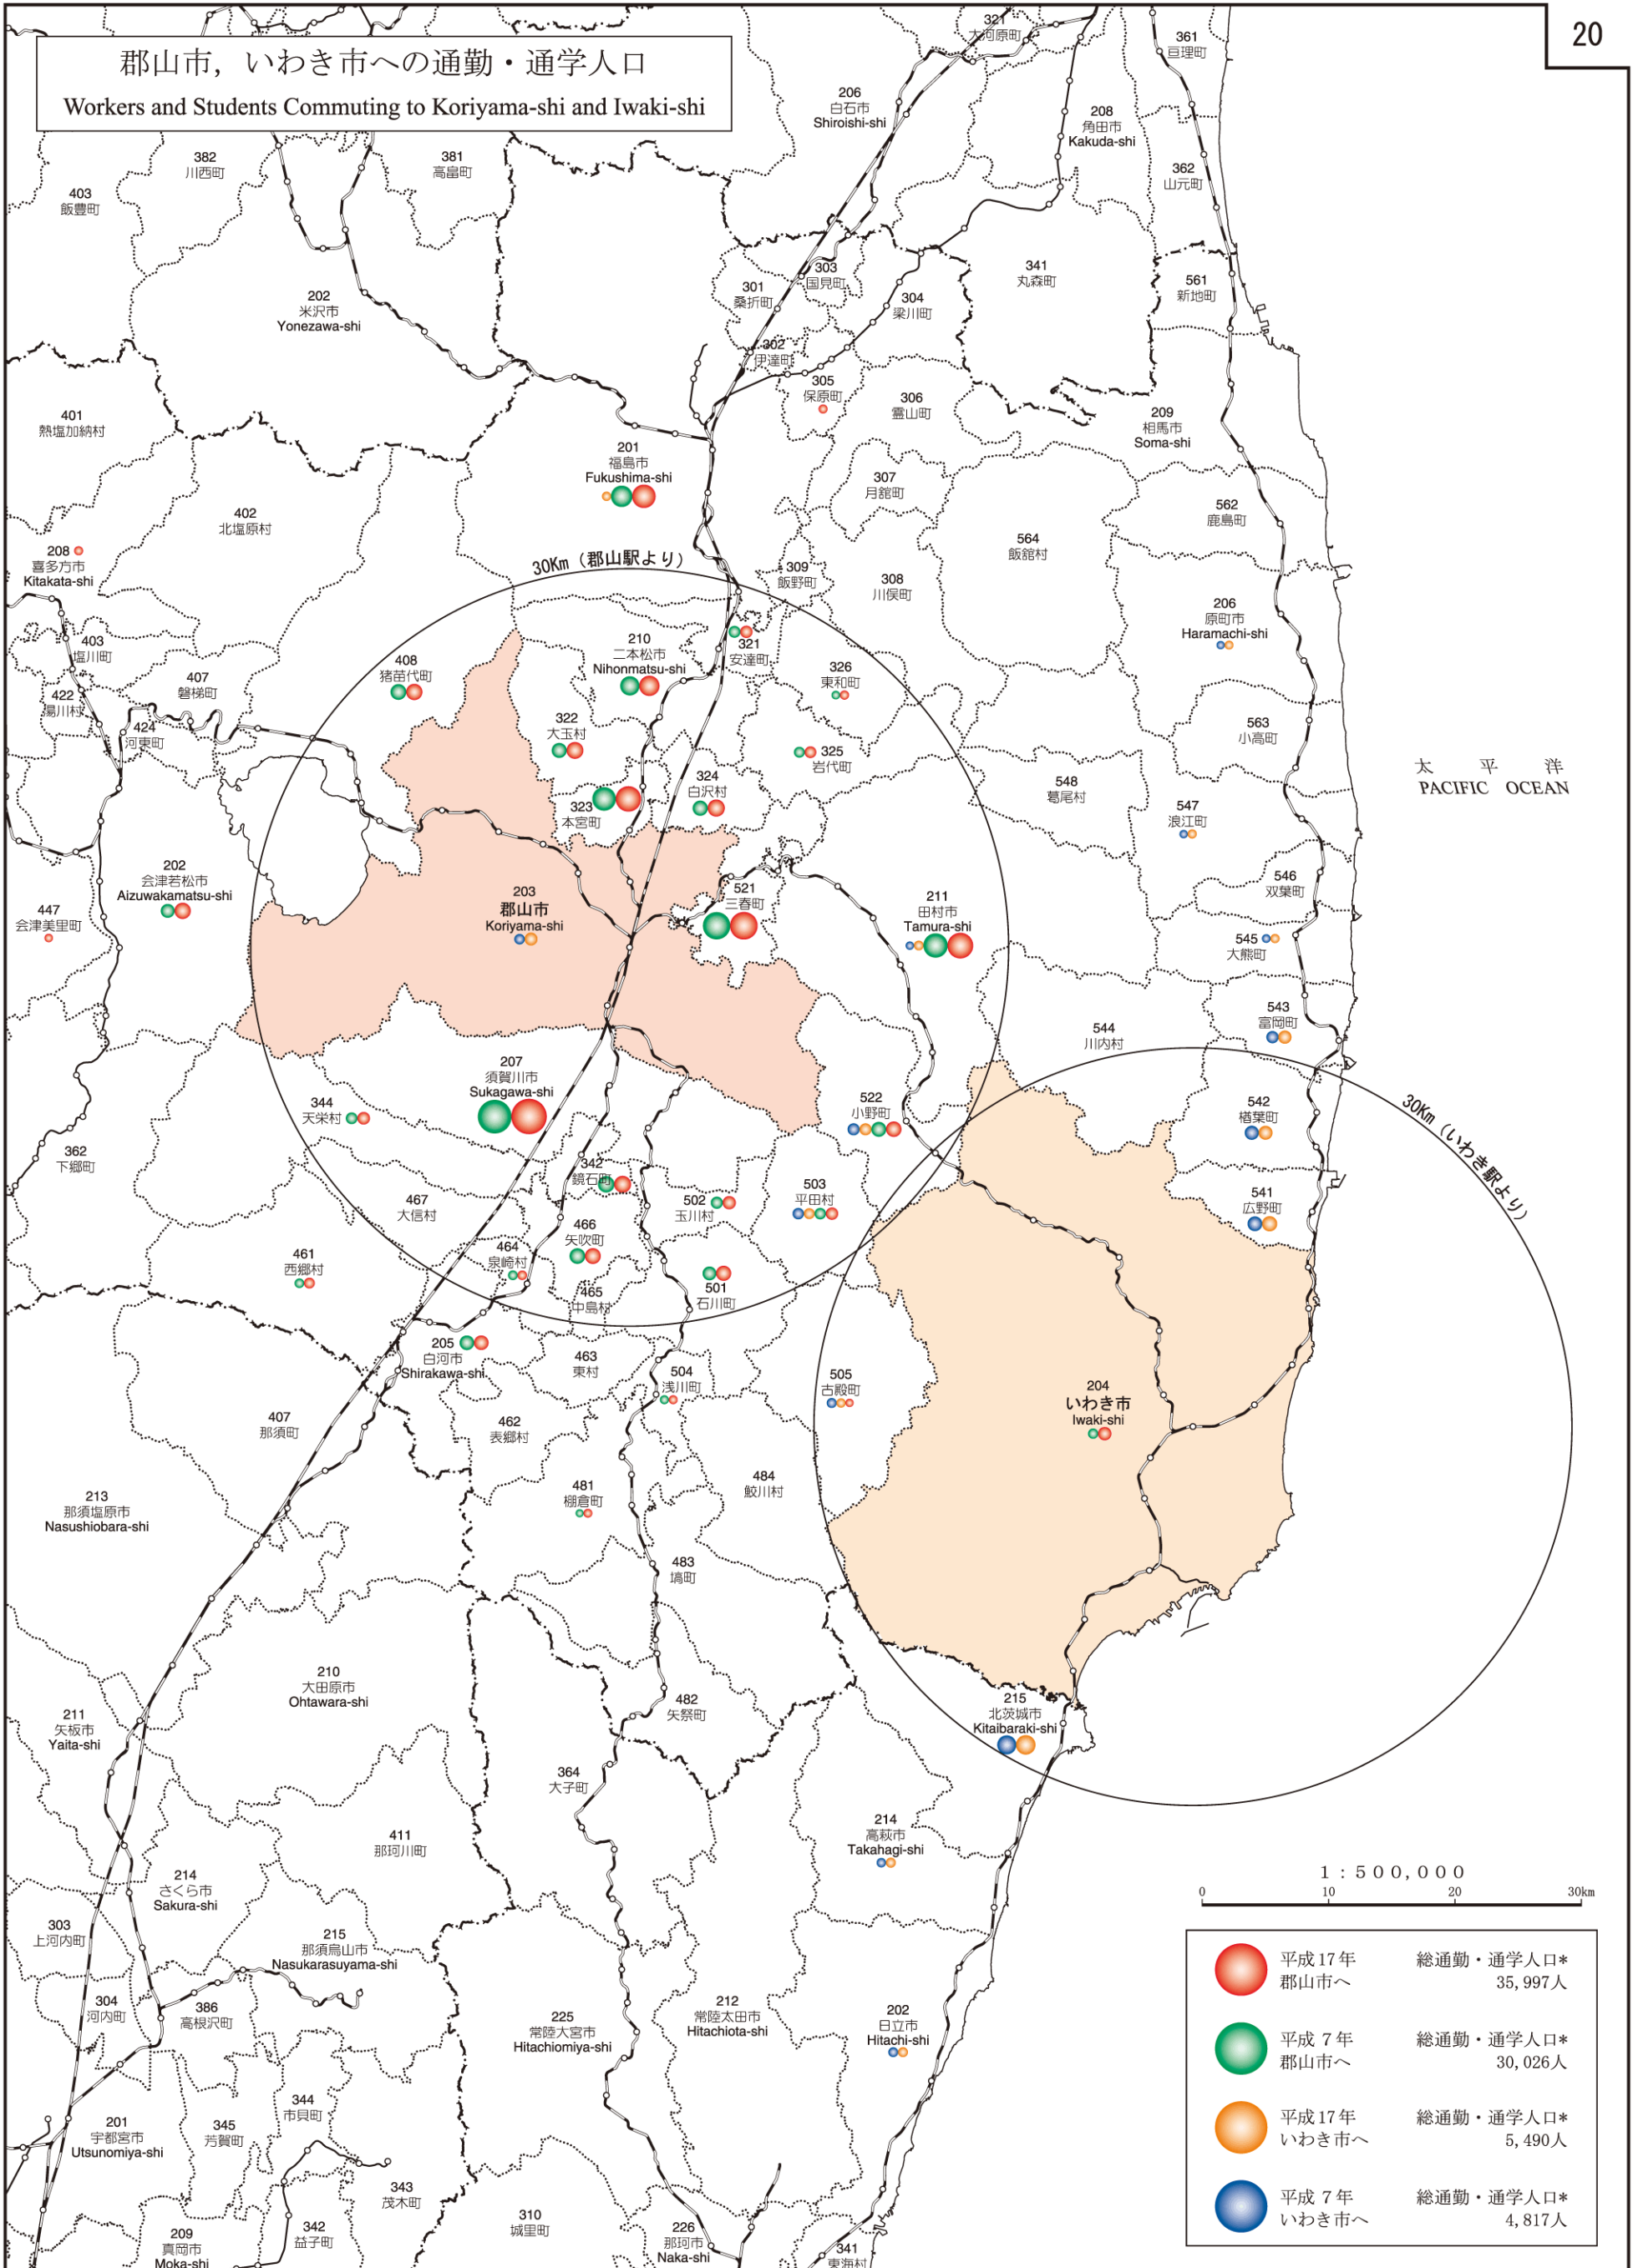 20
郡山市，いわき市への通勤・通学人口
Workers and Students Commuting to Koriyama-shi and Iwaki-shi
321
大河原町
361
亘理町
206
白石市
Shiroishi-shi
208
角田市
Kakuda-shi
382
川西町
381
高畠町
403
飯豊町
362
山元町
202
米沢市
Yonezawa-shi
301
桑折町
303
国見町
304
梁川町
341
丸森町
561
新地町
302
伊達町
305
保原町
306
霊山町
401
熱塩加納村
209
相馬市
Soma-shi
201
福島市
Fukushima-shi
307
月舘町
402
北塩原村
562
鹿島町
564
飯舘村
208
喜多方市
Kitakata-shi
30Km（郡山駅より）
309
飯野町
308
川俣町
206
原町市
Haramachi-shi
403
塩川町
408
猪苗代町
210
二本松市
Nihonmatsu-shi
321
安達町
326
東和町
407
磐梯町
422
湯川村
424
河東町
322
大玉村
325
岩代町
563
小高町
太平洋
PACIFIC OCEAN
324
白沢村
323
本宮町
548
葛尾村
547
浪江町
202
会津若松市
Aizuwakamatsu-shi
447
会津美里町
203
郡山市
Koriyama-shi
521
三春町
211
田村市
Tamura-shi
546
双葉町
545
大熊町
543
富岡町
544
川内村
207
須賀川市
Sukagawa-shi
344
天栄村
522
小野町
542
楢葉町
30Km（いわき駅より）
362
下郷町
342
鏡石町
467
大信村
502
玉川村
503
平田村
541
広野町
466
矢吹町
464
泉崎村
461
西郷村
465
中島村
501
石川町
205
白河市
Shirakawa-shi
463
東村
504
浅川町
505
古殿町
204
いわき市
Iwaki-shi
407
那須町
462
表郷村
481
棚倉町
484
鮫川村
213
那須塩原市
Nasushiobara-shi
483
塙町
210
大田原市
Ohtawara-shi
482
矢祭町
215
北茨城市
Kitaibaraki-shi
211
矢板市
Yaita-shi
364
大子町
411
那珂川町
214
高萩市
Takahagi-shi
214
さくら市
Sakura-shi
1：500,000
0 10 20 30km
303
上河内町
215
那須烏山市
Nasukarasuyama-shi
304
河内町
386
高根沢町
225
常陸大宮市
Hitachiomiya-shi
212
常陸太田市
Hitachiota-shi
202
日立市
Hitachi-shi
平成17年 総通勤・通学人口*
郡山市へ 35,997人
平成 7年 総通勤・通学人口*
郡山市へ 30,026人
平成17年 総通勤・通学人口*
いわき市へ 5,490人
平成 7年 総通勤・通学人口*
いわき市へ 4,817人
201
宇都宮市
Utsunomiya-shi
345
芳賀町
344
市貝町
343
茂木町
209
真岡市
Moka-shi
342
益子町
310
城里町
226
那珂市
Naka-shi
341
東海村